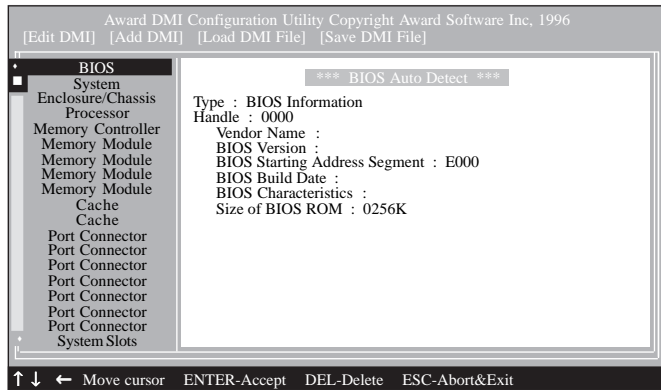 Award DMI Configuration Utility Copyright Award Software Inc, 1996
[Edit DMI] [Add DMI] [Load DMI File] [Save DMI File]
BIOS
System
Enclosure/Chassis
Processor
Memory Controller
Memory Module
Memory Module
Memory Module
Memory Module
Cache
Cache
Port Connector
Port Connector
Port Connector
Port Connector
Port Connector
Port Connector
Port Connector
System Slots
*** BIOS Auto Detect ***
Type : BIOS Information
Handle : 0000
Vendor Name :
BIOS Version :
BIOS Starting Address Segment : E000
BIOS Build Date :
BIOS Characteristics :
Size of BIOS ROM : 0256K
↑↓ ← Move cursor ENTER-Accept DEL-Delete ESC-Abort&Exit